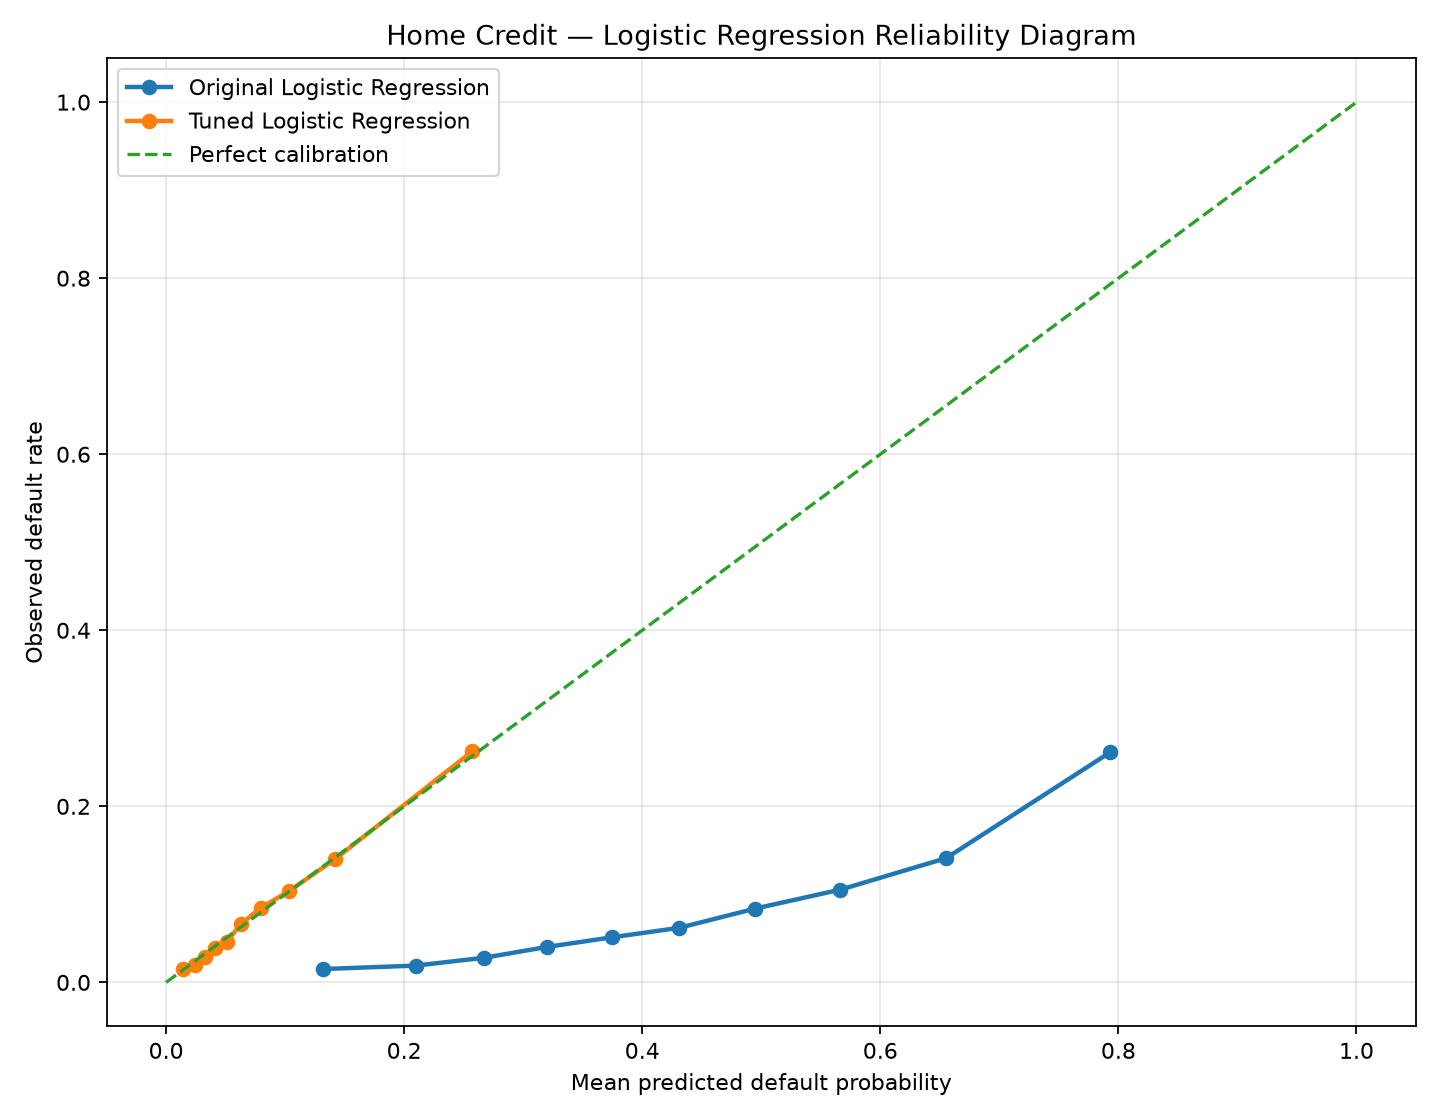 Home Credit — Logistic Regression Reliability Diagram
Original Logistic Regression
Tuned Logistic Regression
Perfect calibration
1.0
0.8
0.6
0.4
0.2
0.0
Observed default rate
0.0 0.2 0.4 0.6 0.8 1.0
Mean predicted default probability